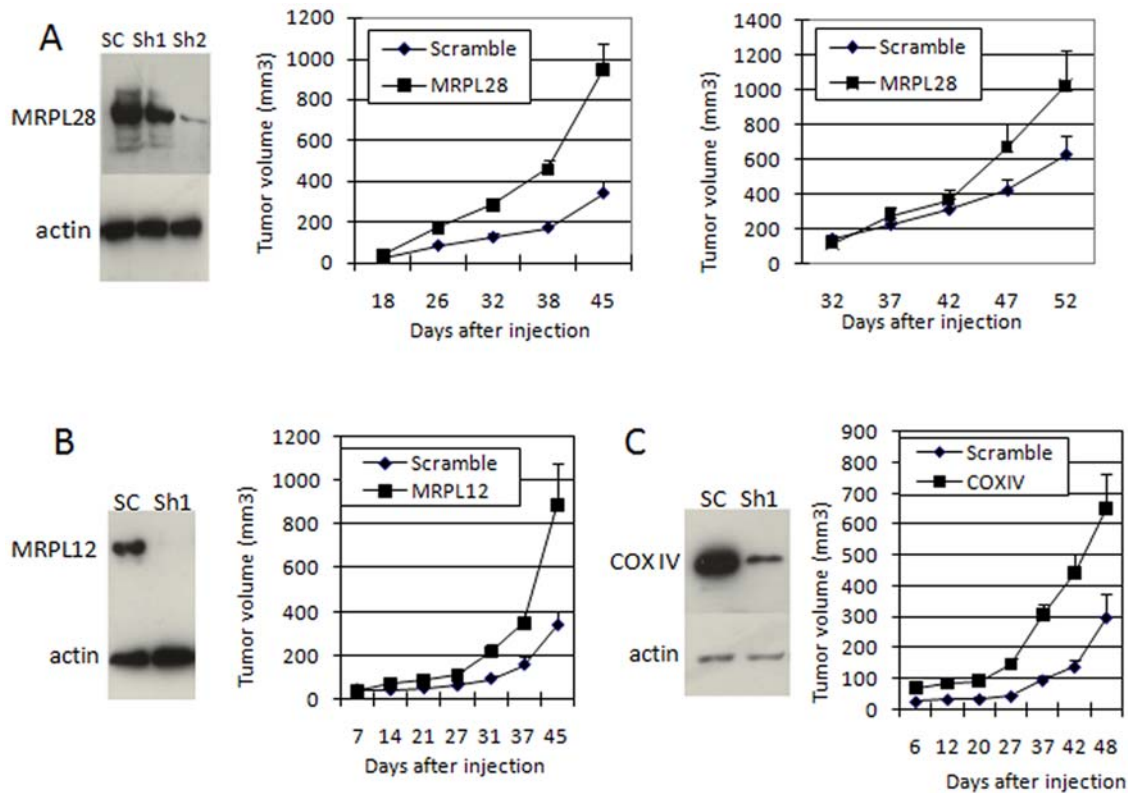 A
SC Sh1 Sh2
MRPL28
actin
Tumor volume (mm3)
1200
1000
800
600
400
200
0
Scramble
MRPL28
18 26 32 38 45
Days after injection
Tumor volume (mm3)
1400
1200
1000
800
600
400
200
0
Scramble
MRPL28
32 37 42 47 52
Days after injection
B
SC Sh1
MRPL12
actin
Tumor volume (mm3)
1200
1000
800
600
400
200
0
Scramble
MRPL12
7 14 21 27 31 37 45
Days after injection
C
SC Sh1
COX IV
actin
Tumor volume (mm3)
900
800
700
600
500
400
300
200
100
0
Scramble
COXIV
6 12 20 27 37 42 48
Days after injection